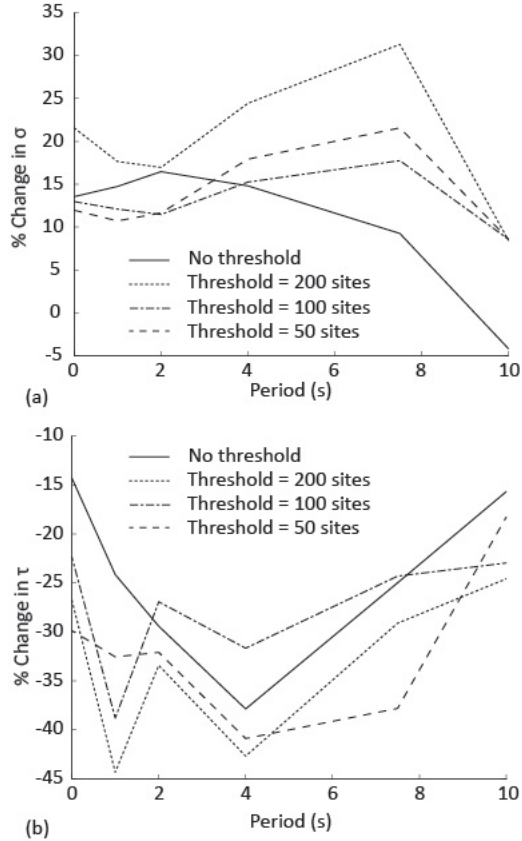 35
30
25
20
15
10
5
0
-5
% Change in σ
No threshold
Threshold = 200 sites
Threshold = 100 sites
Threshold = 50 sites
0 2 4 6 8 10
Period (s)
(a)
-10
-15
-20
-25
-30
-35
-40
-45
% Change in τ
No threshold
Threshold = 200 sites
Threshold = 100 sites
Threshold = 50 sites
0 2 4 6 8 10
Period (s)
(b)